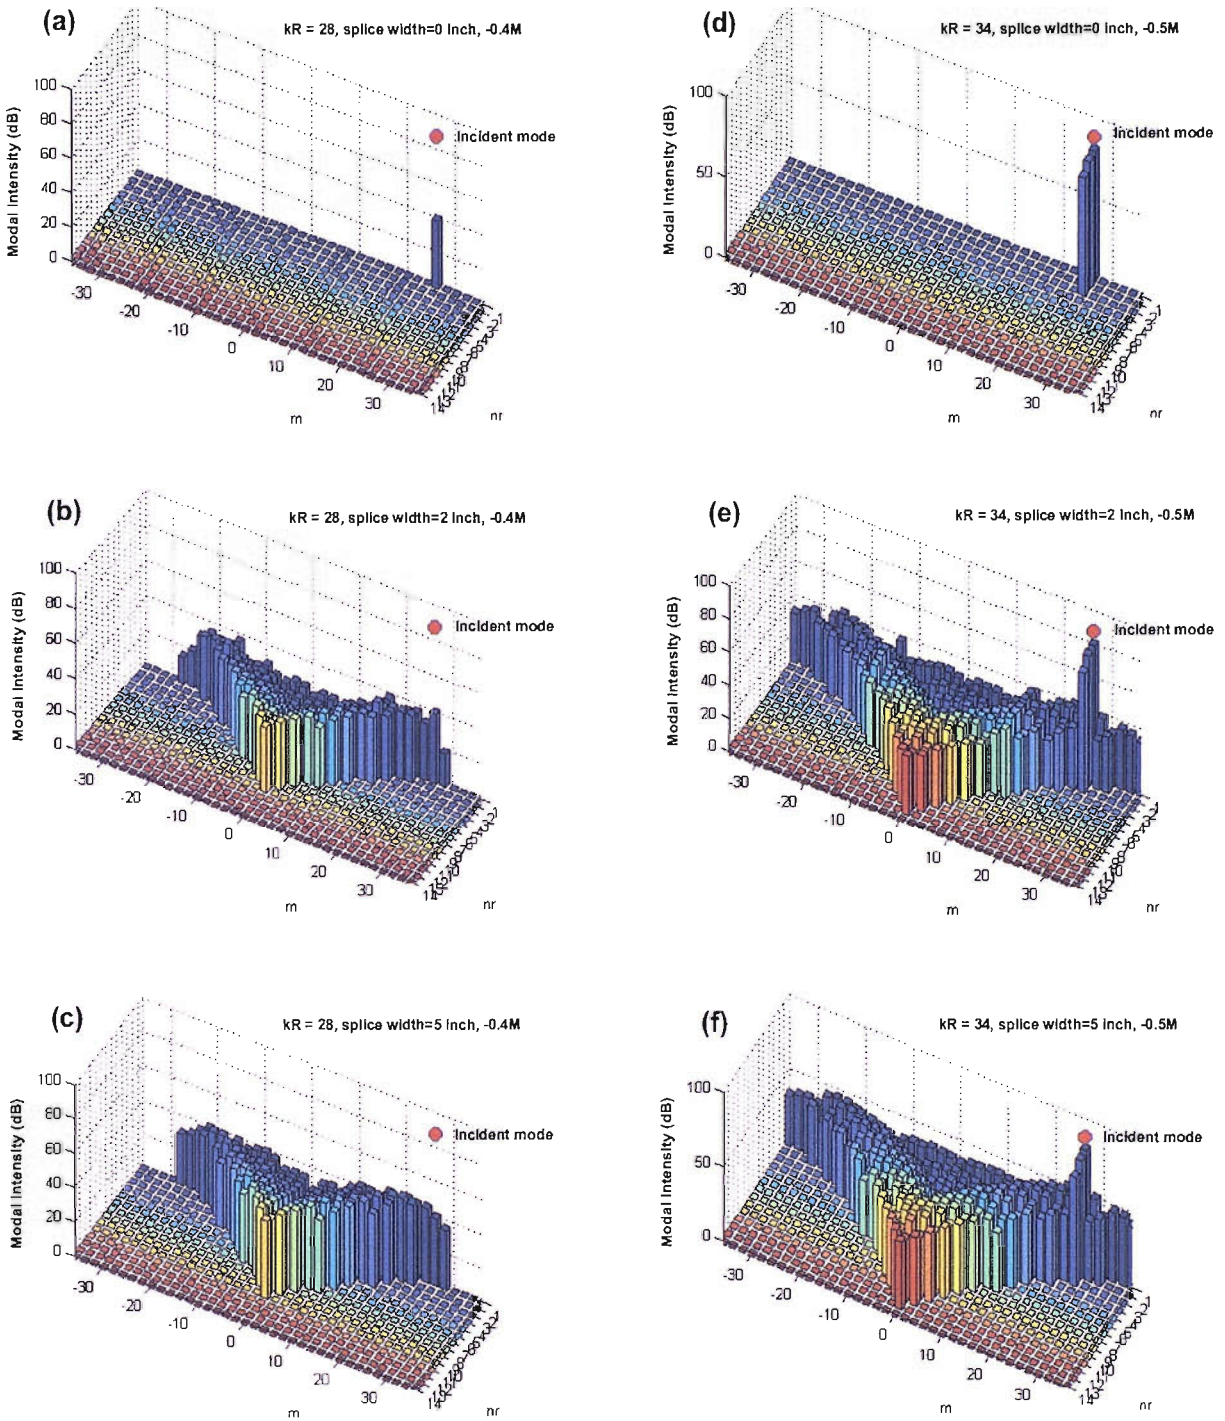 (a)
kR = 28, splice width=0 inch, -0.4M
Modal Intensity (dB)
100
80
60
40
20
0
Incident mode
-30
-20
-10
0
10
20
30
m
nr
(d)
kR = 34, splice width=0 inch, -0.5M
Modal Intensity (dB)
100
50
0
Incident mode
-30
-20
-10
0
10
20
30
m
nr
(b)
kR = 28, splice width=2 inch, -0.4M
Modal Intensity (dB)
100
80
60
40
20
0
Incident mode
-30
-20
-10
0
10
20
30
m
nr
(e)
kR = 34, splice width=2 inch, -0.5M
Modal Intensity (dB)
100
80
60
40
20
0
Incident mode
-30
-20
-10
0
10
20
30
m
nr
(c)
kR = 28, splice width=5 inch, -0.4M
Modal Intensity (dB)
100
80
60
40
20
0
Incident mode
-30
-20
-10
0
10
20
30
m
nr
(f)
kR = 34, splice width=5 inch, -0.5M
Modal Intensity (dB)
100
50
0
Incident mode
-30
-20
-10
0
10
20
30
m
nr